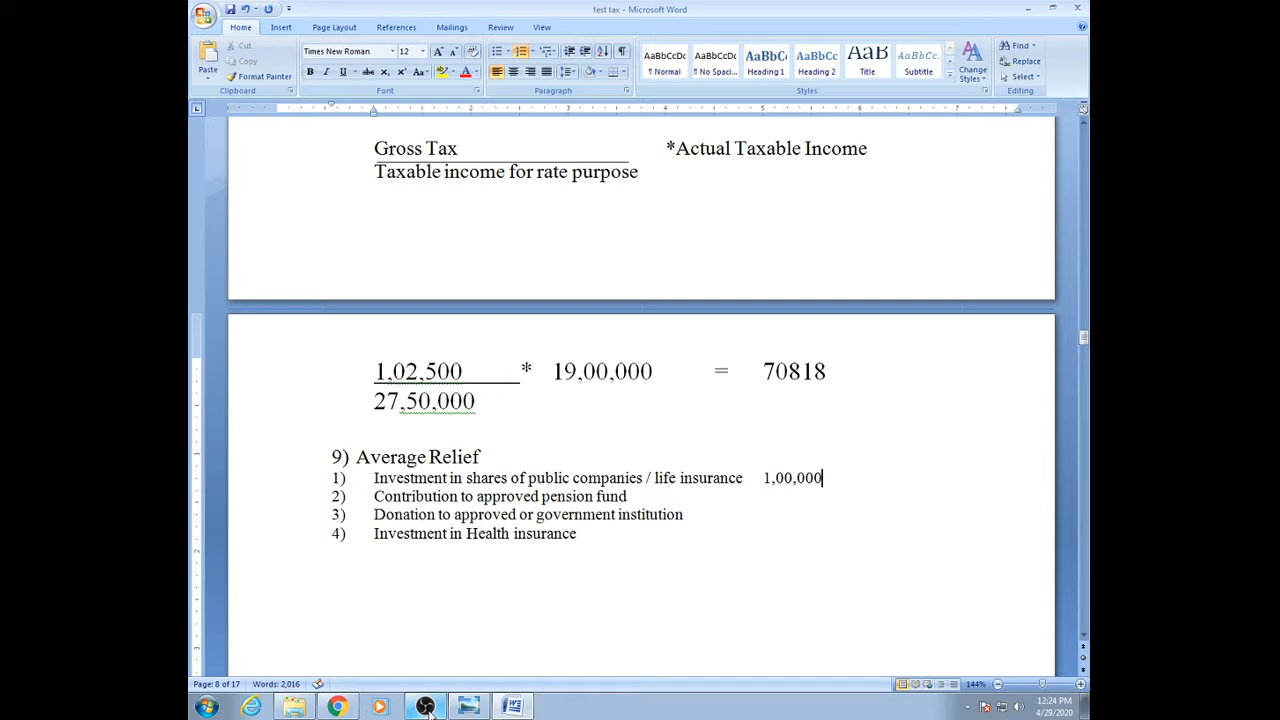 test tax - Microsoft Word
Home Insert Page Layout References Mailings Review View
Paste Cut Copy Format Painter
Times New Roman 12
AaBbCcDc AaBbCcDc AaBbC AaBbCc AaB AaBbCc.
¶ Normal ¶ No Spaci... Heading 1 Heading 2 Title Subtitle
Change Styles
Find Replace Select
Clipboard Font Paragraph Styles Editing
Gross Tax *Actual Taxable Income
Taxable income for rate purpose
1,02,500 * 19,00,000 = 70818
27,50,000
9) Average Relief
1) Investment in shares of public companies / life insurance 1,00,000
2) Contribution to approved pension fund
3) Donation to approved or government institution
4) Investment in Health insurance
Page: 8 of 17 Words: 2,016 144%
12:24 PM
4/29/2020